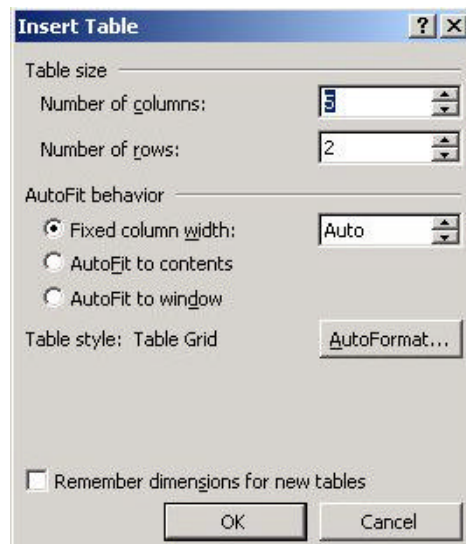 Insert Table
Table size
Number of columns: 5
Number of rows: 2
AutoFit behavior
Fixed column width: Auto
AutoFit to contents
AutoFit to window
Table style: Table Grid AutoFormat...
Remember dimensions for new tables
OK Cancel